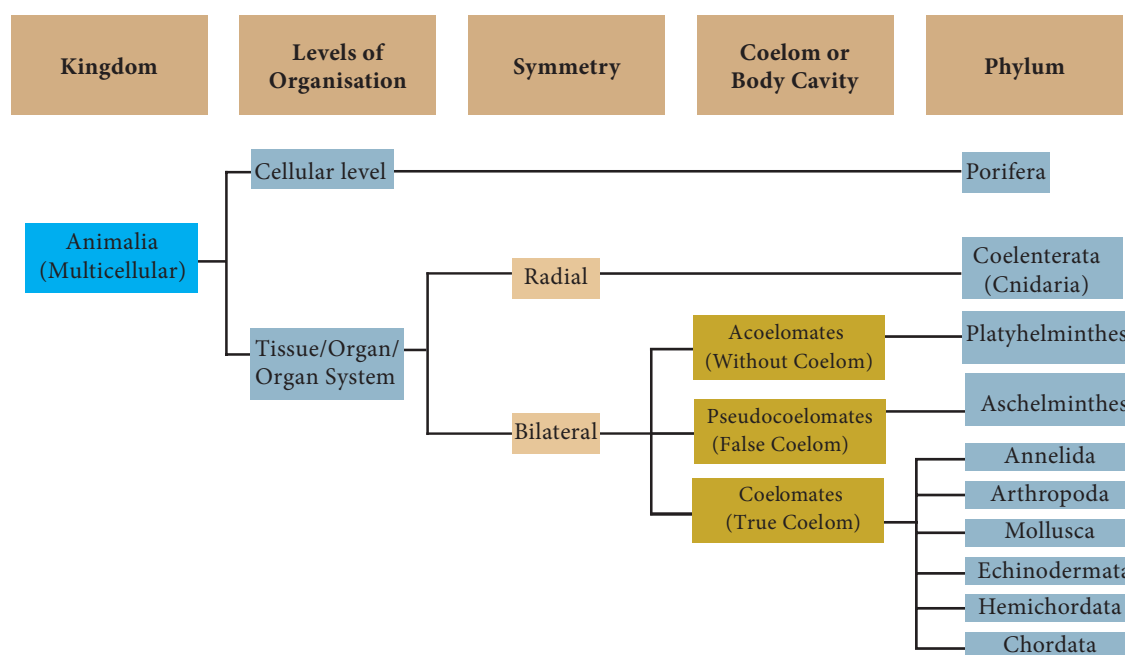 Kingdom
Levels of
Organisation
Symmetry
Coelom or
Body Cavity
Phylum
Cellular level
Porifera
Animalia
(Multicellular)
Radial
Coelenterata
(Cnidaria)
Tissue/Organ/
Organ System
Acoelomates
(Without Coelom)
Platyhelminthes
Bilateral
Pseudocoelomates
(False Coelom)
Aschelminthes
Coelomates
(True Coelom)
Annelida
Arthropoda
Mollusca
Echinodermata
Hemichordata
Chordata